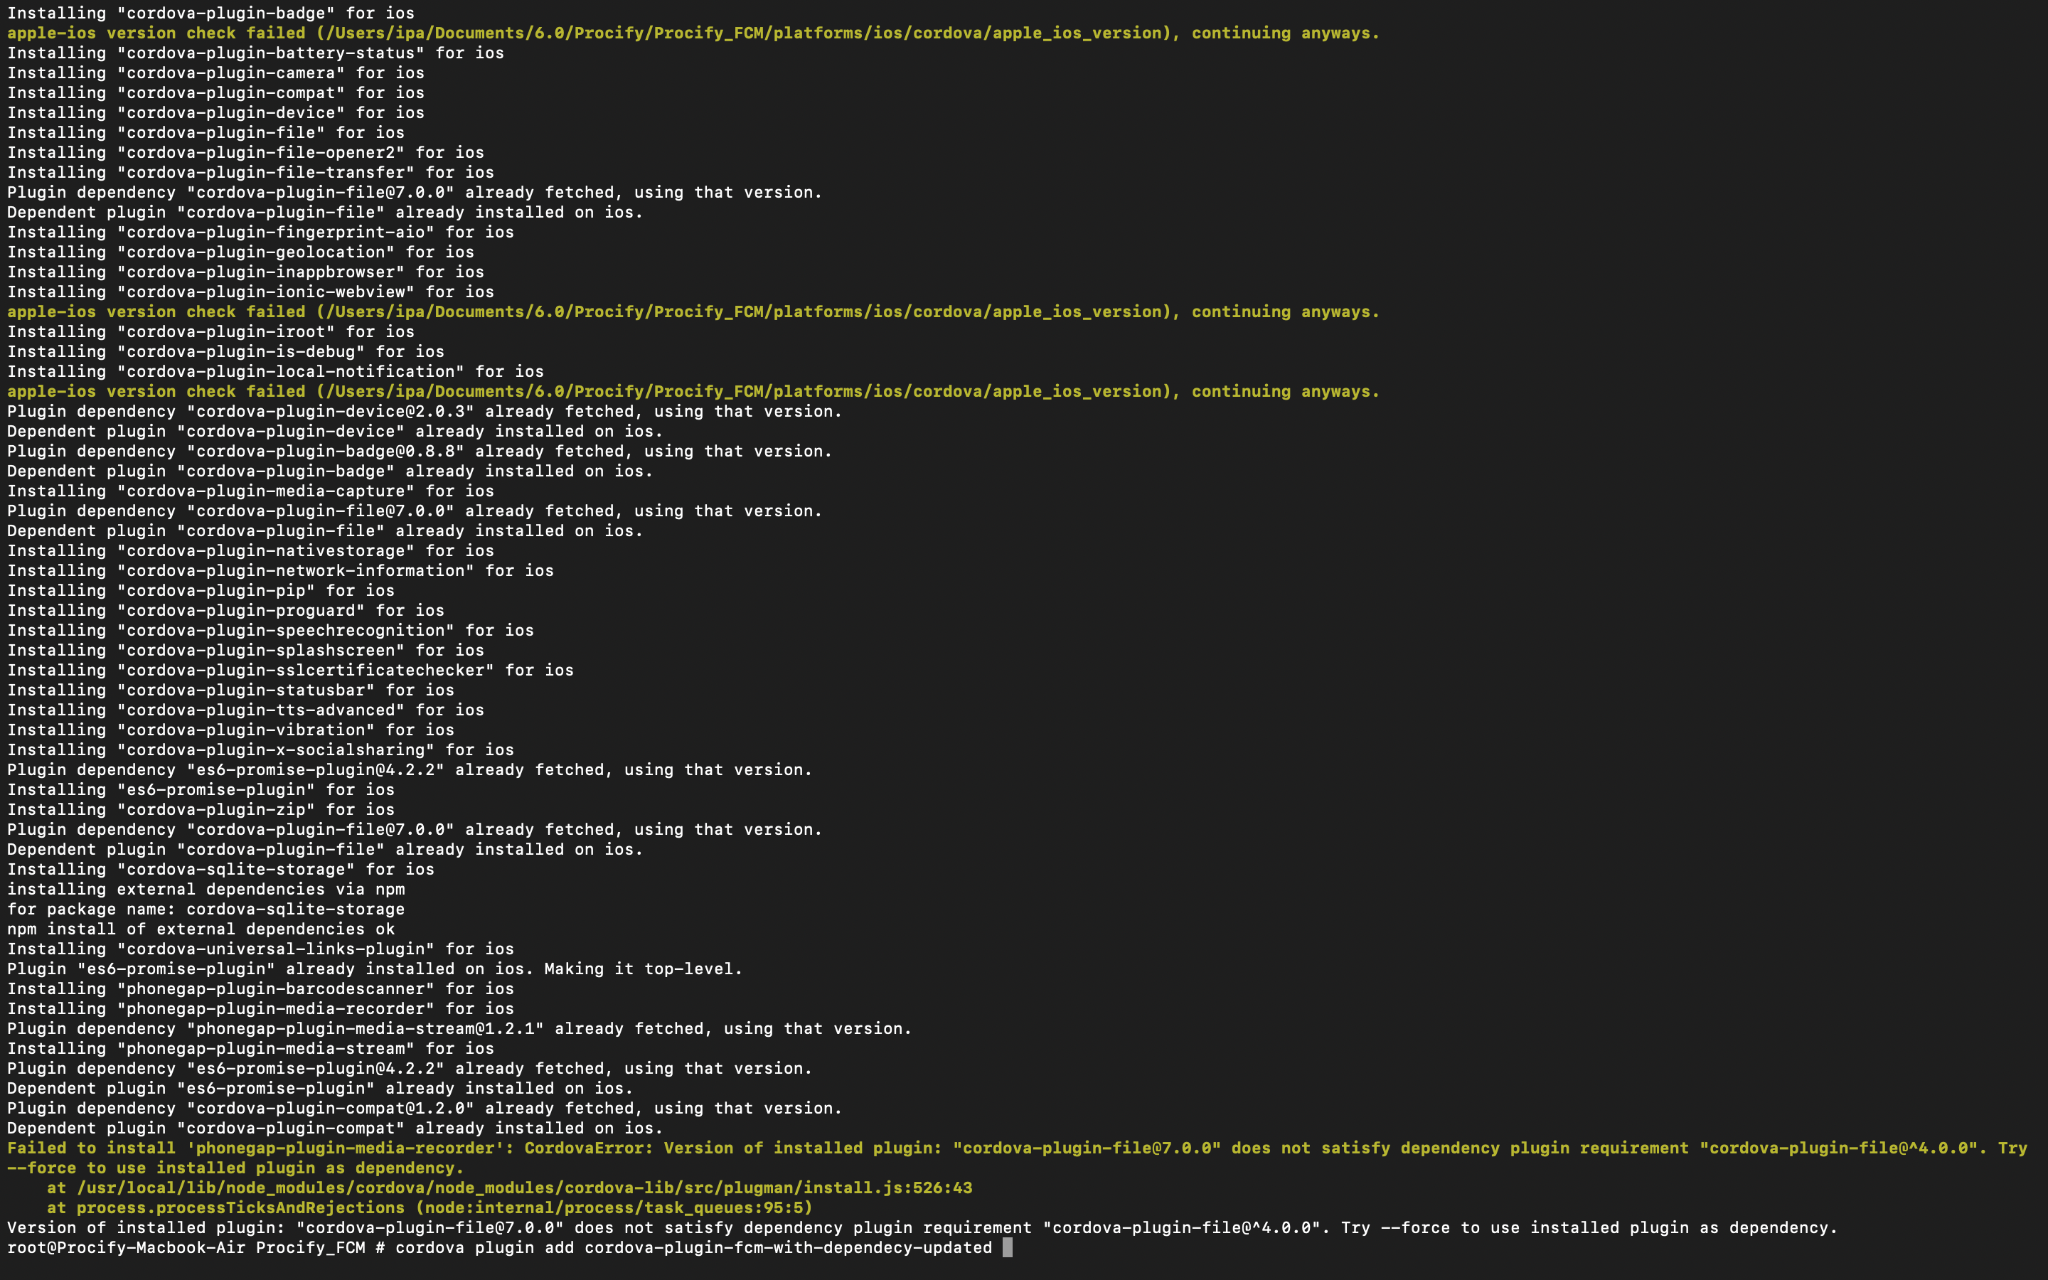 Installing "cordova-plugin-badge" for ios
apple-ios version check failed (/Users/ipa/Documents/6.0/Procify/Procify_FCM/platforms/ios/cordova/apple_ios_version), continuing anyways.
Installing "cordova-plugin-battery-status" for ios
Installing "cordova-plugin-camera" for ios
Installing "cordova-plugin-compat" for ios
Installing "cordova-plugin-device" for ios
Installing "cordova-plugin-file" for ios
Installing "cordova-plugin-file-opener2" for ios
Installing "cordova-plugin-file-transfer" for ios
Plugin dependency "cordova-plugin-file@7.0.0" already fetched, using that version.
Dependent plugin "cordova-plugin-file" already installed on ios.
Installing "cordova-plugin-fingerprint-aio" for ios
Installing "cordova-plugin-geolocation" for ios
Installing "cordova-plugin-inappbrowser" for ios
Installing "cordova-plugin-ionic-webview" for ios
apple-ios version check failed (/Users/ipa/Documents/6.0/Procify/Procify_FCM/platforms/ios/cordova/apple_ios_version), continuing anyways.
Installing "cordova-plugin-iroot" for ios
Installing "cordova-plugin-is-debug" for ios
Installing "cordova-plugin-local-notification" for ios
apple-ios version check failed (/Users/ipa/Documents/6.0/Procify/Procify_FCM/platforms/ios/cordova/apple_ios_version), continuing anyways.
Plugin dependency "cordova-plugin-device@2.0.3" already fetched, using that version.
Dependent plugin "cordova-plugin-device" already installed on ios.
Plugin dependency "cordova-plugin-badge@0.8.8" already fetched, using that version.
Dependent plugin "cordova-plugin-badge" already installed on ios.
Installing "cordova-plugin-media-capture" for ios
Plugin dependency "cordova-plugin-file@7.0.0" already fetched, using that version.
Dependent plugin "cordova-plugin-file" already installed on ios.
Installing "cordova-plugin-nativestorage" for ios
Installing "cordova-plugin-network-information" for ios
Installing "cordova-plugin-pip" for ios
Installing "cordova-plugin-proguard" for ios
Installing "cordova-plugin-speechrecognition" for ios
Installing "cordova-plugin-splashscreen" for ios
Installing "cordova-plugin-sslcertificatechecker" for ios
Installing "cordova-plugin-statusbar" for ios
Installing "cordova-plugin-tts-advanced" for ios
Installing "cordova-plugin-vibration" for ios
Installing "cordova-plugin-x-socialsharing" for ios
Plugin dependency "es6-promise-plugin@4.2.2" already fetched, using that version.
Installing "es6-promise-plugin" for ios
Installing "cordova-plugin-zip" for ios
Plugin dependency "cordova-plugin-file@7.0.0" already fetched, using that version.
Dependent plugin "cordova-plugin-file" already installed on ios.
Installing "cordova-sqlite-storage" for ios
installing external dependencies via npm
for package name: cordova-sqlite-storage
npm install of external dependencies ok
Installing "cordova-universal-links-plugin" for ios
Plugin "es6-promise-plugin" already installed on ios. Making it top-level.
Installing "phonegap-plugin-barcodescanner" for ios
Installing "phonegap-plugin-media-recorder" for ios
Plugin dependency "phonegap-plugin-media-stream@1.2.1" already fetched, using that version.
Installing "phonegap-plugin-media-stream" for ios
Plugin dependency "es6-promise-plugin@4.2.2" already fetched, using that version.
Dependent plugin "es6-promise-plugin" already installed on ios.
Plugin dependency "cordova-plugin-compat@1.2.0" already fetched, using that version.
Dependent plugin "cordova-plugin-compat" already installed on ios.
Failed to install 'phonegap-plugin-media-recorder': CordovaError: Version of installed plugin: "cordova-plugin-file@7.0.0" does not satisfy dependency plugin requirement "cordova-plugin-file@^4.0.0". Try
--force to use installed plugin as dependency.
    at /usr/local/lib/node_modules/cordova/node_modules/cordova-lib/src/plugman/install.js:526:43
    at process.processTicksAndRejections (node:internal/process/task_queues:95:5)
Version of installed plugin: "cordova-plugin-file@7.0.0" does not satisfy dependency plugin requirement "cordova-plugin-file@^4.0.0". Try --force to use installed plugin as dependency.
root@Procify-Macbook-Air Procify_FCM # cordova plugin add cordova-plugin-fcm-with-dependecy-updated